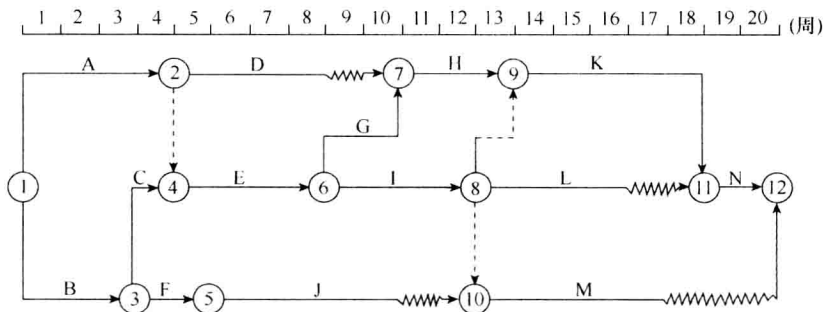 1 2 3 4 5 6 7 8 9 10 11 12 13 14 15 16 17 18 19 20 (周)
A ② D ⑦ H ⑨ K
G
① C ④ E ⑥ I ⑧ L ⑪ N ⑫
B ③ F ⑤ J ⑩ M